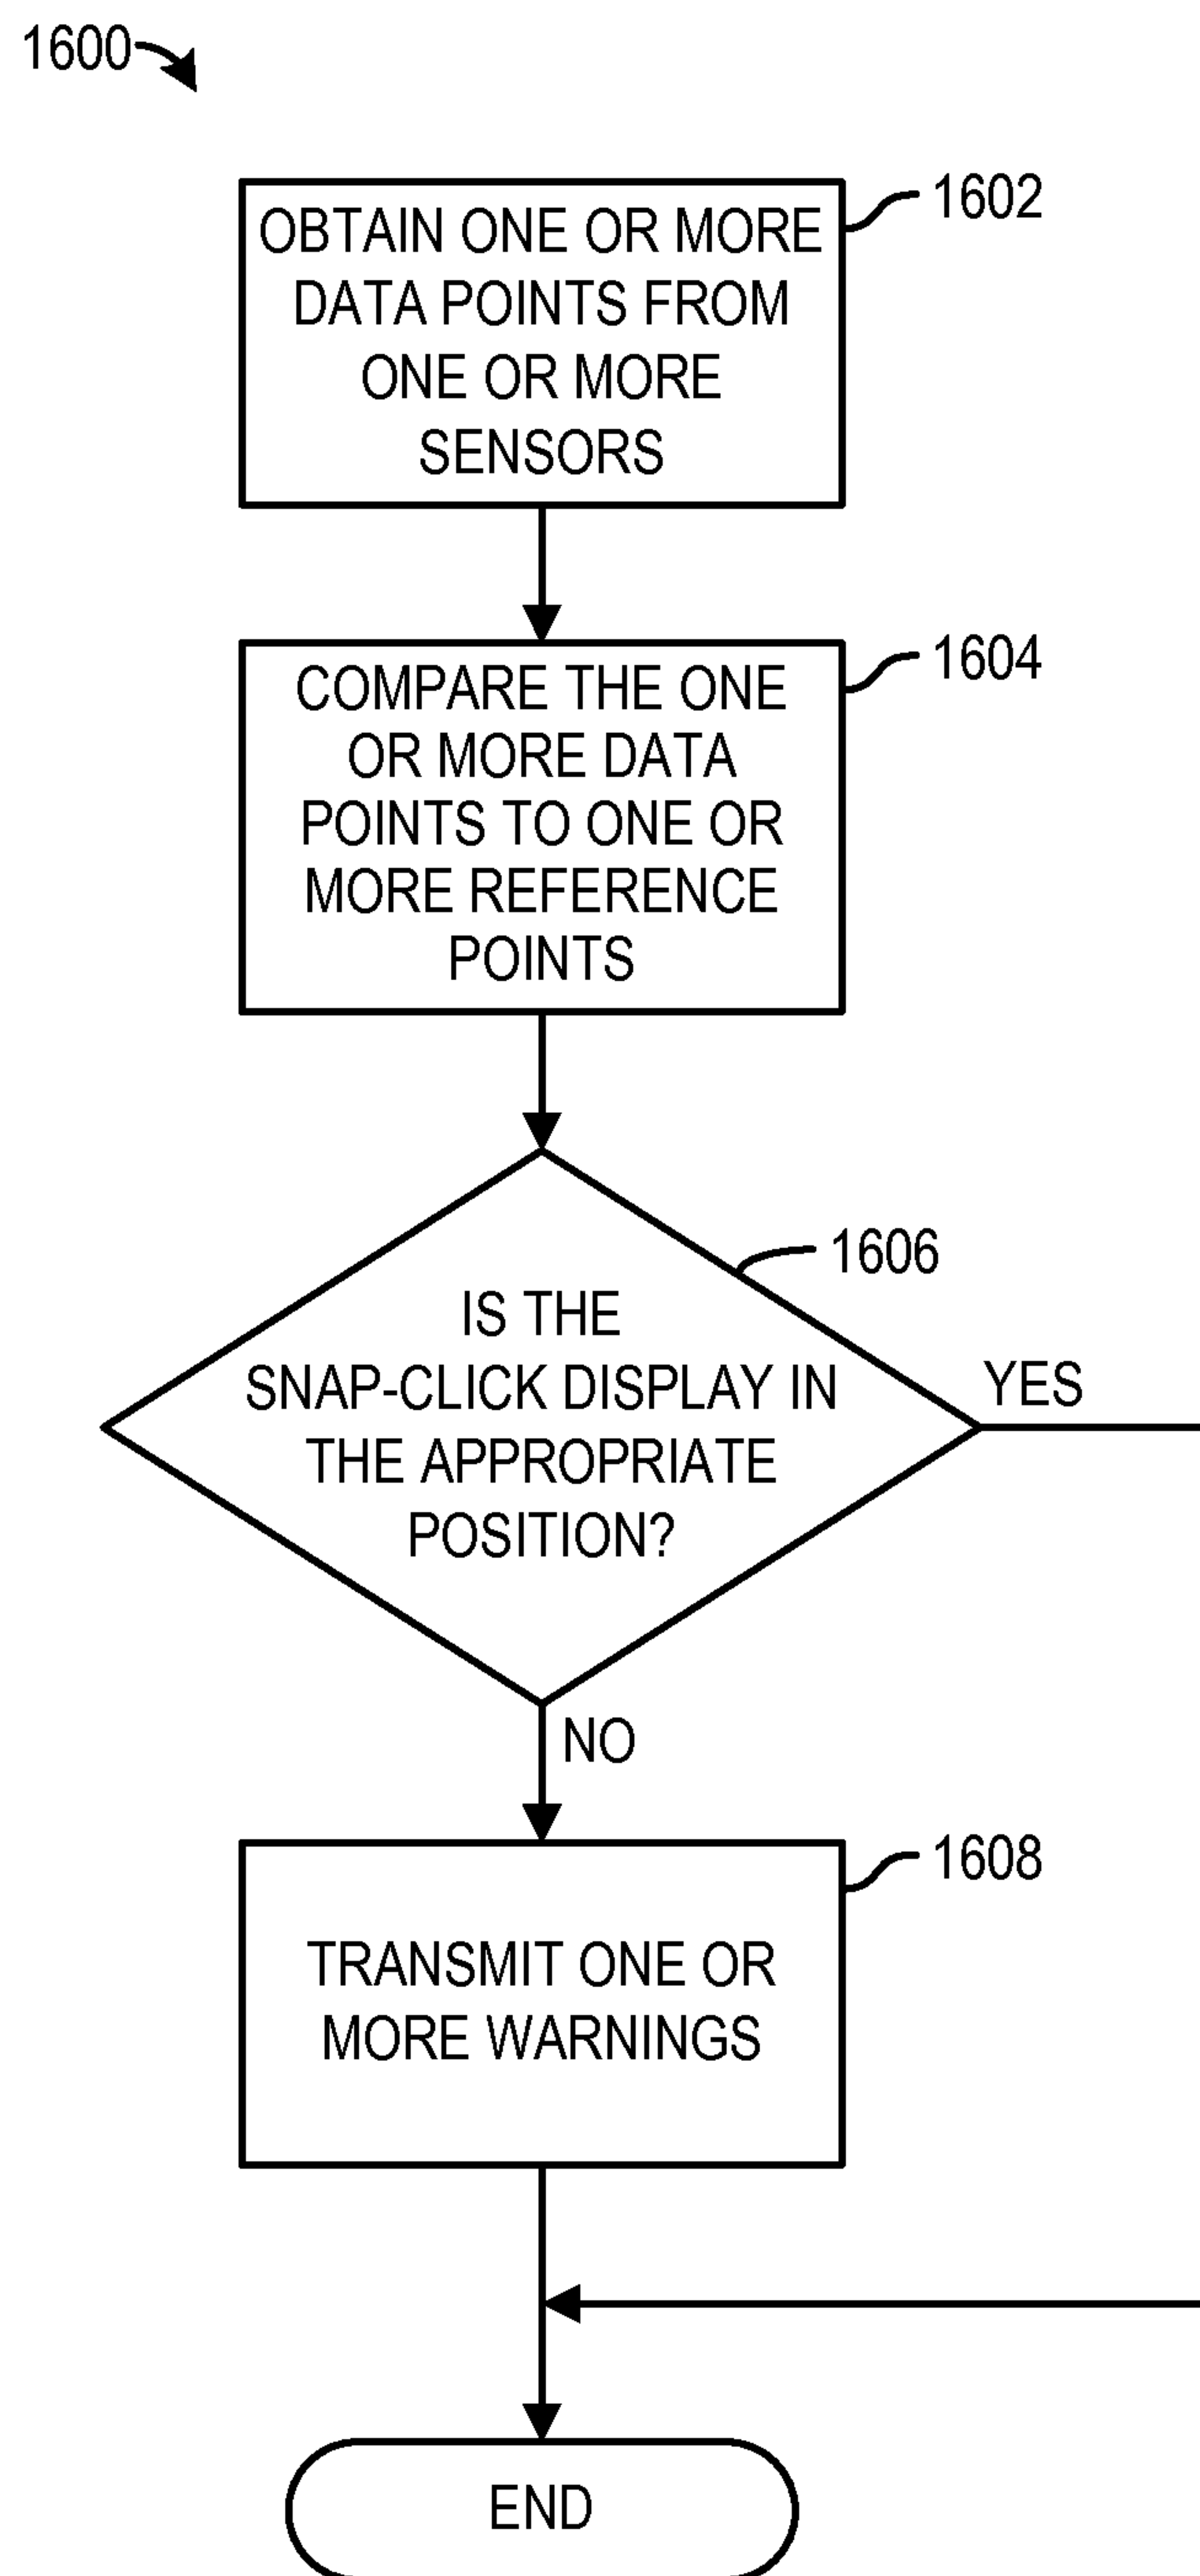 1600
1602
OBTAIN ONE OR MORE
DATA POINTS FROM
ONE OR MORE
SENSORS
1604
COMPARE THE ONE
OR MORE DATA
POINTS TO ONE OR
MORE REFERENCE
POINTS
1606
IS THE
SNAP-CLICK DISPLAY IN
THE APPROPRIATE
POSITION?
YES
NO
1608
TRANSMIT ONE OR
MORE WARNINGS
END